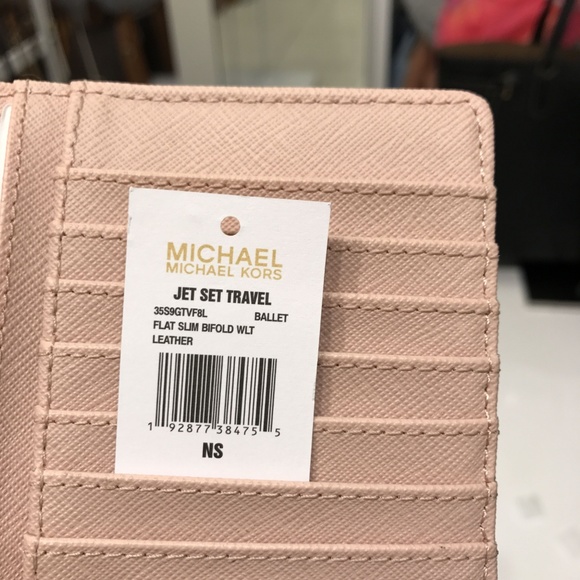 MICHAEL
MICHAEL KORS
JET SET TRAVEL
35S9GTVF8L BALLET
FLAT SLIM BIFOLD WLT
LEATHER
1 92877 38475 5
NS